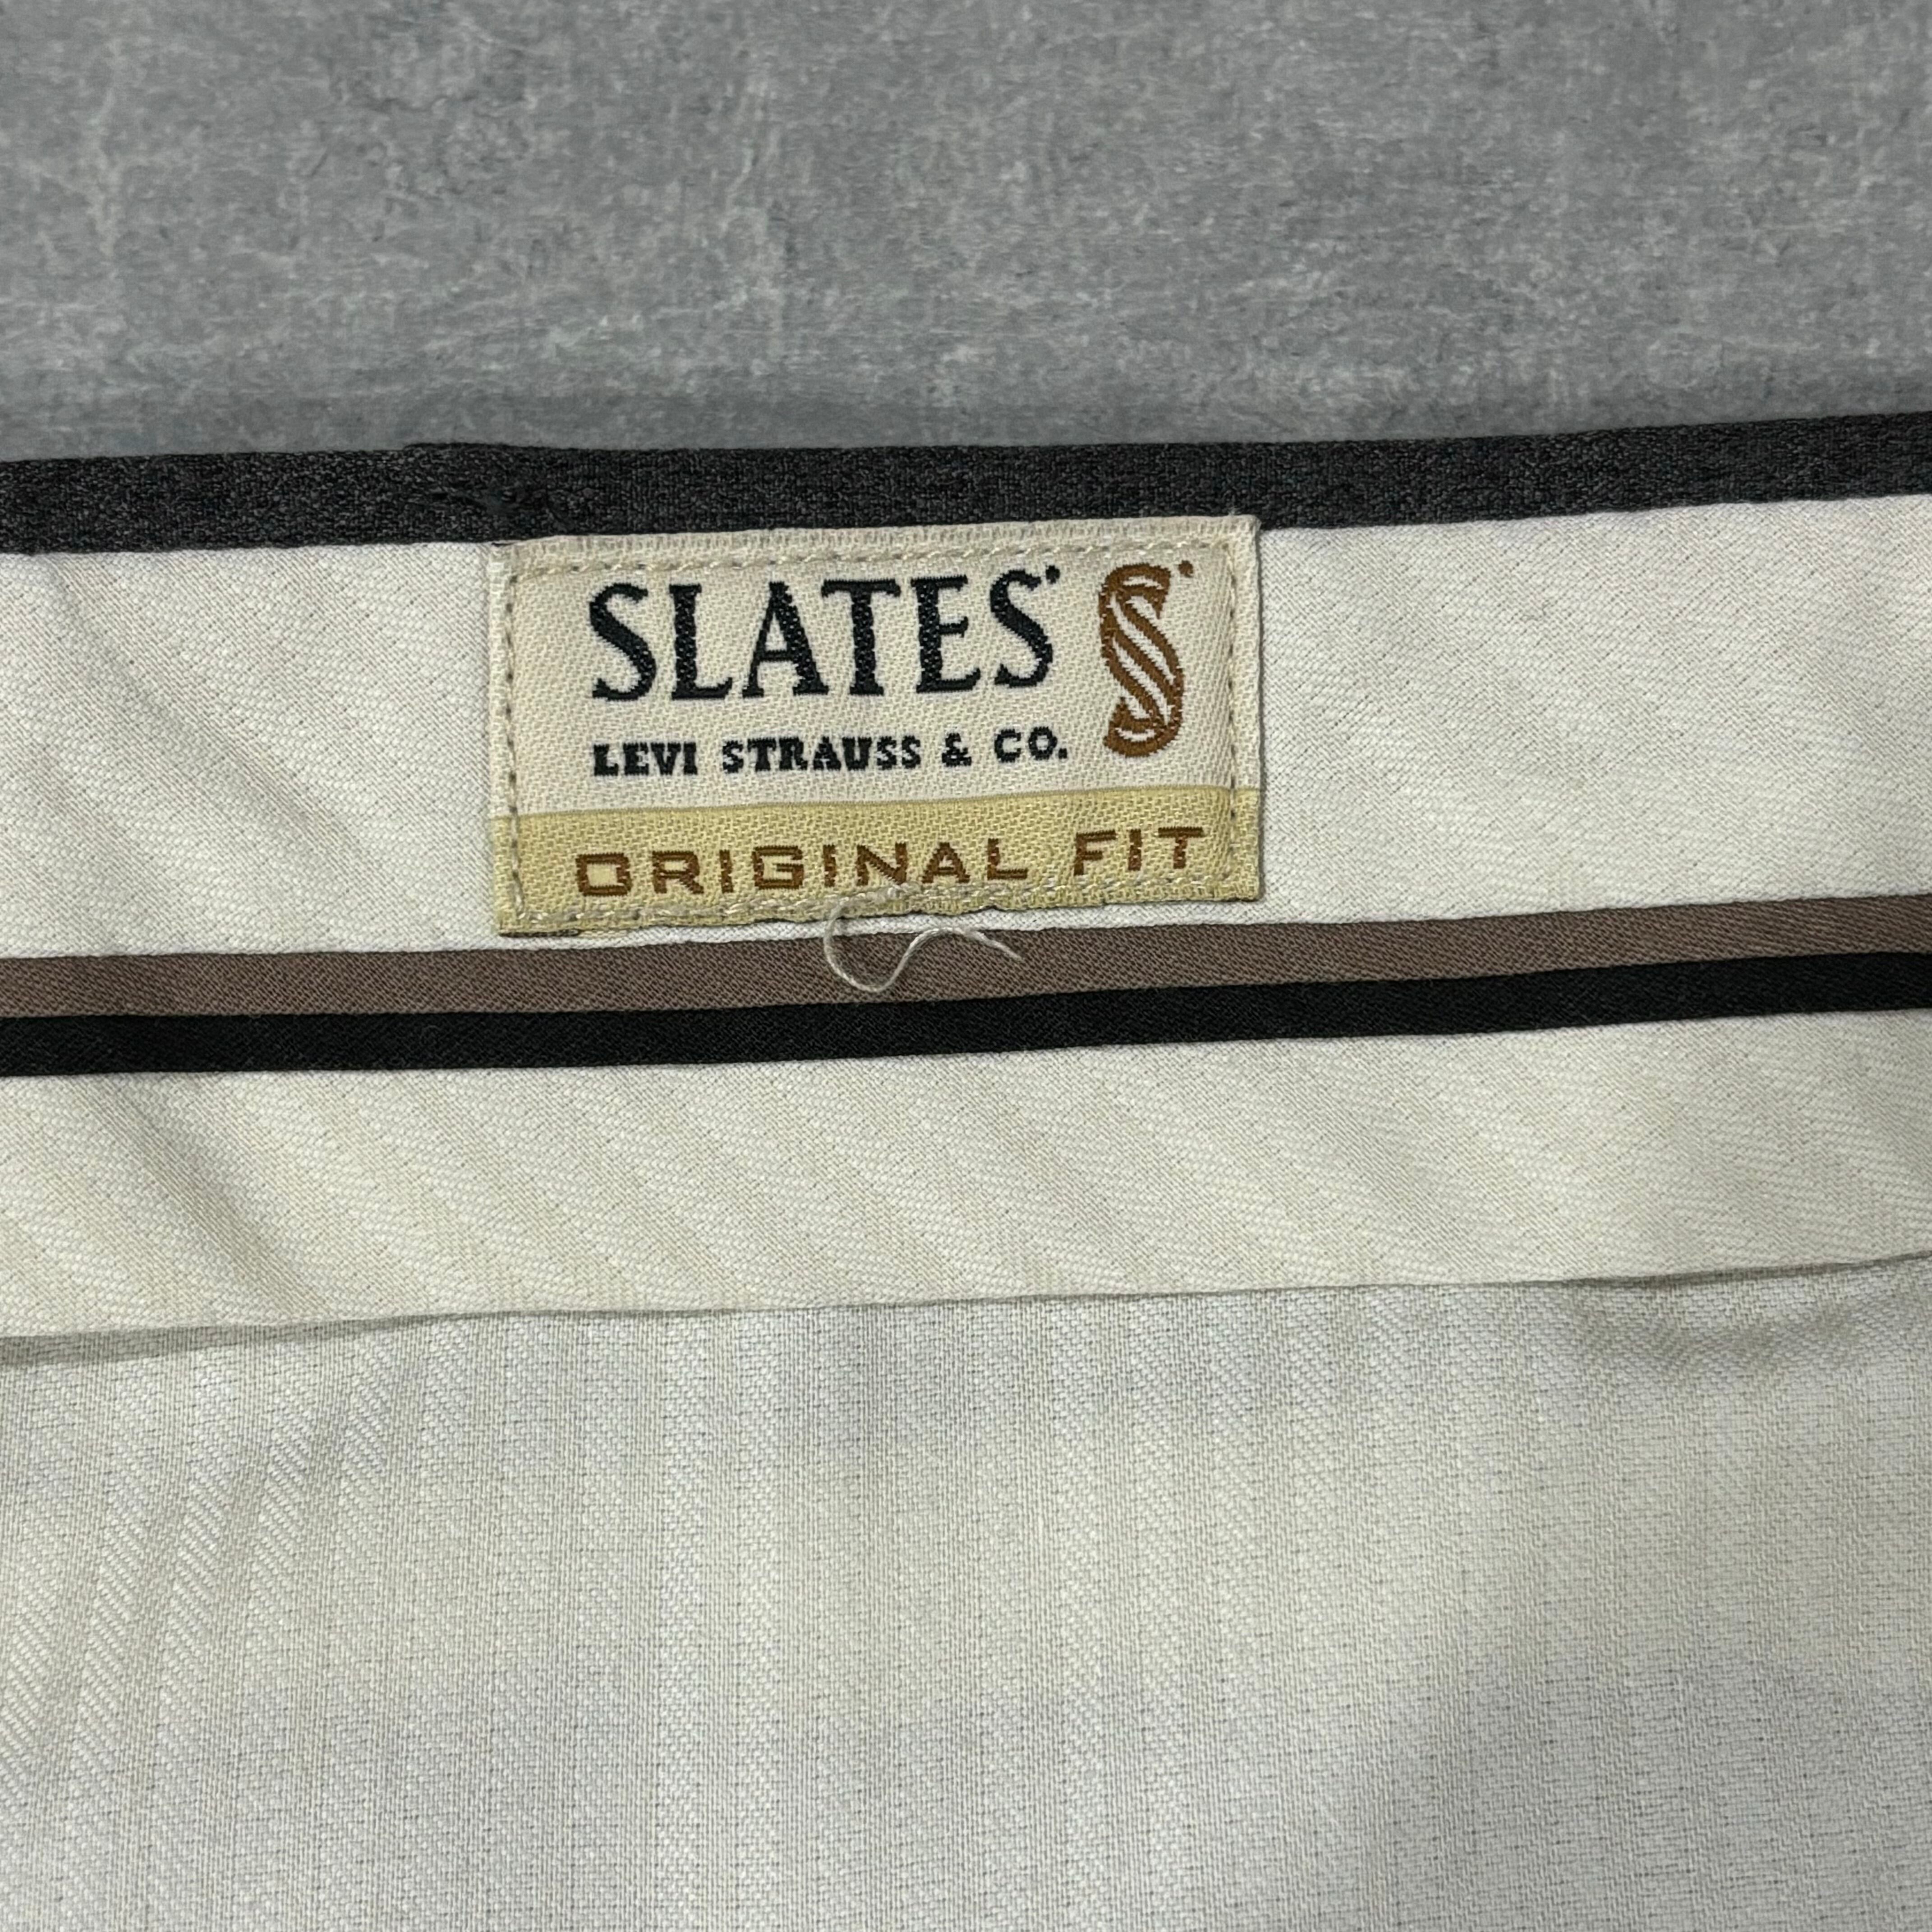 SLATES S
LEVI STRAUSS & CO.
ORIGINAL FIT